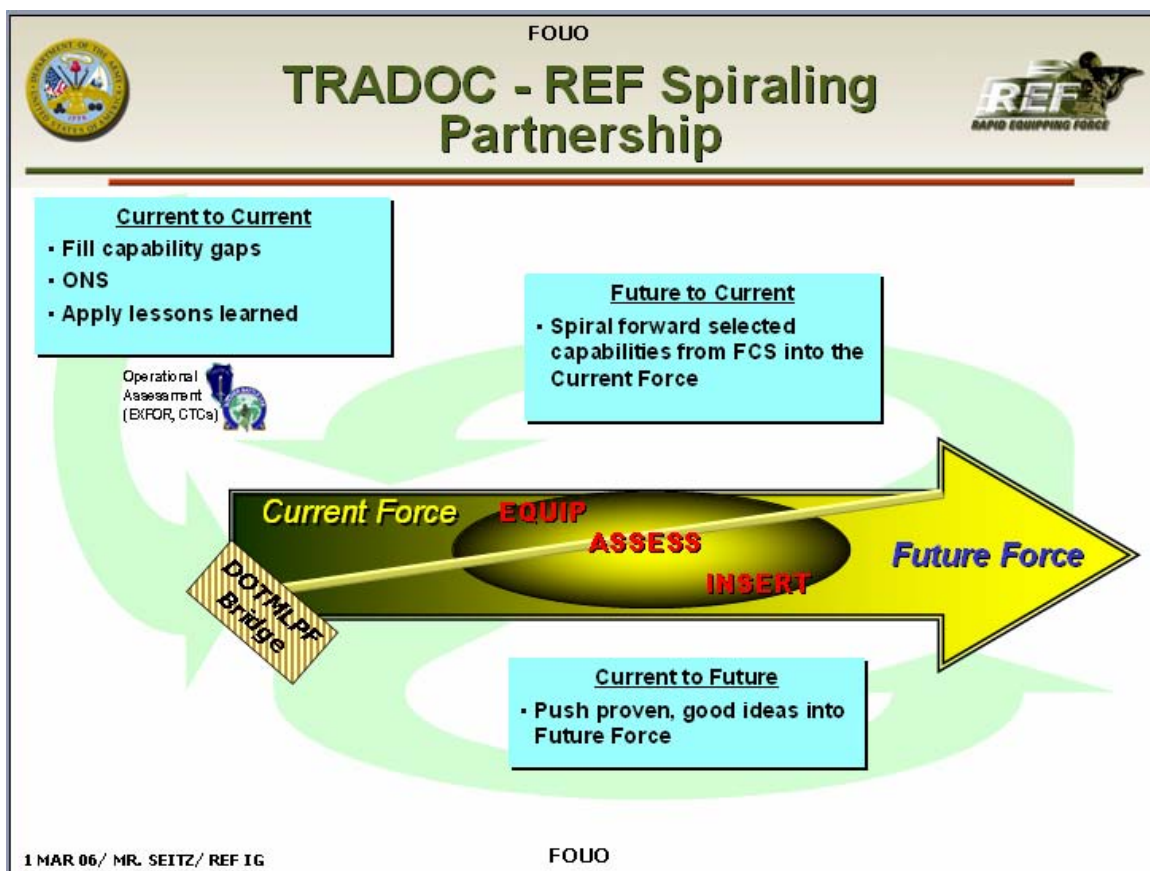 FOUO
TRADOC - REF Spiraling
Partnership
REF
RAPID EQUIPPING FORCE
Current to Current
▪ Fill capability gaps
▪ ONS
▪ Apply lessons learned
Future to Current
▪ Spiral forward selected
capabilities from FCS into the
Current Force
Operational
Assessment
(EXFOR, CTCs)
Current Force
EQUIP
ASSESS
INSERT
Future Force
DOTMLPF
Bridge
Current to Future
▪ Push proven, good ideas into
Future Force
1 MAR 06/ MR. SEITZ/ REF IG
FOUO